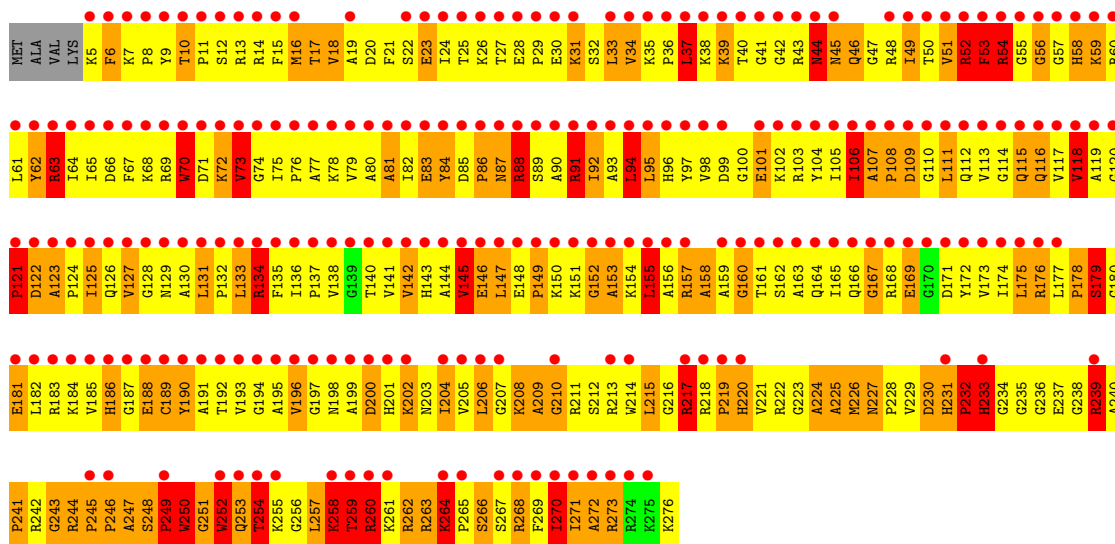 MET ALA VAL LYS K5 F6 K7 P8 Y9 T10 P11 S12 R13 R14 F15 M16 T17 V18 A19 D20 F21 S22 E23 I24 T25 K26 T27 E28 P29 E30 K31 S32 L33 V34 K35 P36 L37 K38 K39 T40 G41 G42 R43 N44 N45 Q46 G47 R48 I49 T50 V51 R52 F53 R54 G55 G56 G57 H58 K59 R60
L61 Y62 R63 I64 I65 D66 F67 K68 R69 W70 D71 K72 V73 G74 I75 P76 A77 K78 V79 A80 A81 I82 E83 Y84 D85 P86 N87 R88 S89 A90 R91 I92 A93 L94 L95 H96 Y97 V98 D99 G100 E101 K102 R103 Y104 I105 I106 A107 P108 D109 G110 L111 Q112 V113 G114 Q115 Q116 V117 V118 A119 G120
P121 D122 A123 P124 I125 Q126 V127 G128 N129 A130 L131 P132 L133 R134 F135 I136 P137 V138 G139 T140 V141 V142 H143 A144 V145 E146 L147 E148 P149 K150 K151 G152 A153 K154 L155 A156 R157 A158 A159 G160 T161 S162 A163 Q164 I165 Q166 G167 R168 E169 G170 D171 Y172 V173 I174 L175 R176 L177 P178 S179 G180
E181 L182 R183 K184 V185 H186 G187 E188 C189 Y190 A191 T192 V193 G194 A195 V196 G197 N198 A199 D200 H201 K202 N203 I204 V205 L206 G207 K208 A209 G210 R211 S212 R213 W214 L215 G216 R217 R218 P219 H220 V221 R222 G223 A224 A225 M226 N227 P228 V229 D230 H231 P232 H233 G234 G235 G236 E237 G238 R239 A240
P241 R242 G243 R244 P245 P246 A247 S248 P249 W250 G251 W252 Q253 T254 K255 G256 L257 K258 T259 R260 K261 R262 R263 K264 P265 S266 S267 R268 F269 I270 I271 A272 R273 R274 K275 K276